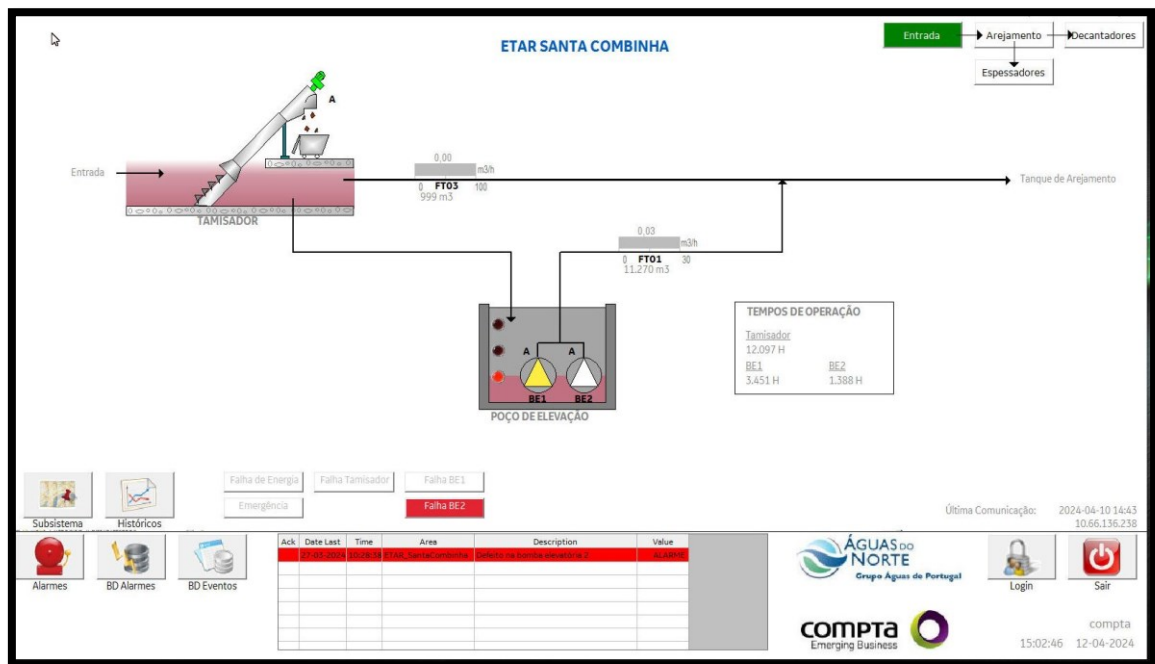 ETAR SANTA COMBINHA
Entrada
Arejamento
Decantadores
Espessadores
A
Entrada
TAMISADOR
0,00
m3/h
0 FT03 100
999 m3
Tanque de Arejamento
0,03
m3/h
0 FT01 30
11.270 m3
A A
BE1 BE2
POÇO DE ELEVAÇÃO
TEMPOS DE OPERAÇÃO
Tamisador
12.097 H
BE1 BE2
3.451 H 1.388 H
Subsistema
Históricos
Falha de Energia
Falha Tamisador
Falha BE1
Emergência
Falha BE2
Última Comunicação: 2024-04-10 14:43
10.66.136.238
Alarmes
BD Alarmes
BD Eventos
Ack Date Last Time Area Description Value
27-03-2024 10:28:38 ETAR_SantaCombinha Defeito na bomba elevatória 2 ALARME
ÁGUAS DO
NORTE
Grupo Águas de Portugal
Login
Sair
COMPTA
Emerging Business
compta
15:02:46 12-04-2024